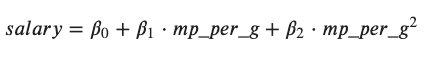 salary = β₀ + β₁ · mp_per_g + β₂ · mp_per_g²